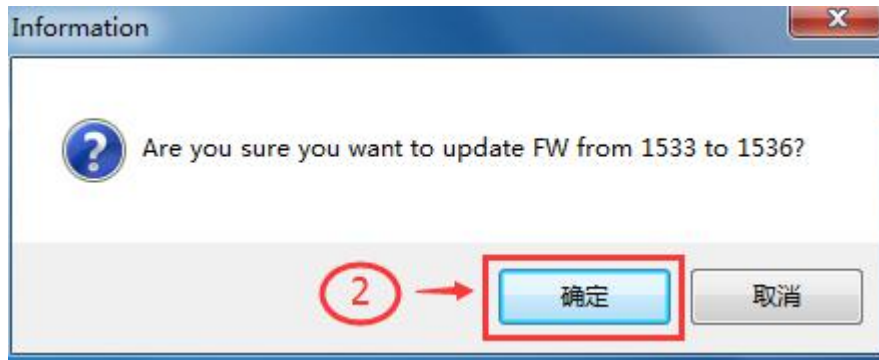 Information
Are you sure you want to update FW from 1533 to 1536?
2
确定
取消